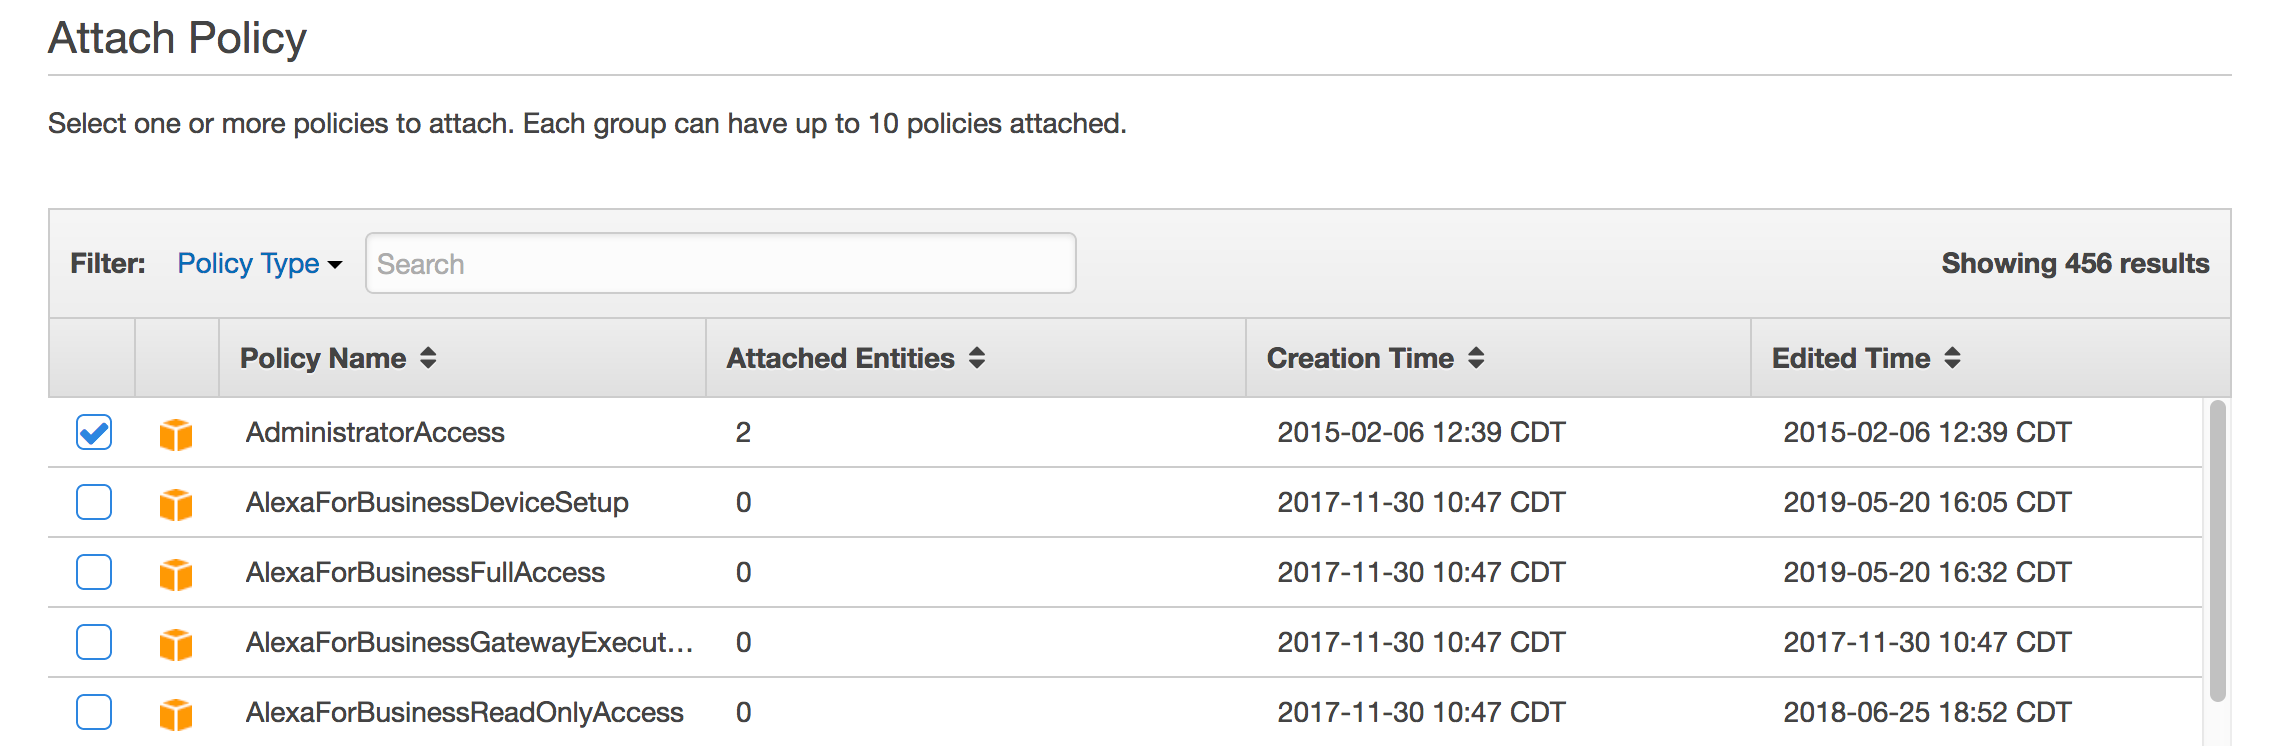 Attach Policy
Select one or more policies to attach. Each group can have up to 10 policies attached.
Filter: Policy Type Search Showing 456 results
Policy Name Attached Entities Creation Time Edited Time
AdministratorAccess 2 2015-02-06 12:39 CDT 2015-02-06 12:39 CDT
AlexaForBusinessDeviceSetup 0 2017-11-30 10:47 CDT 2019-05-20 16:05 CDT
AlexaForBusinessFullAccess 0 2017-11-30 10:47 CDT 2019-05-20 16:32 CDT
AlexaForBusinessGatewayExecut... 0 2017-11-30 10:47 CDT 2017-11-30 10:47 CDT
AlexaForBusinessReadOnlyAccess 0 2017-11-30 10:47 CDT 2018-06-25 18:52 CDT